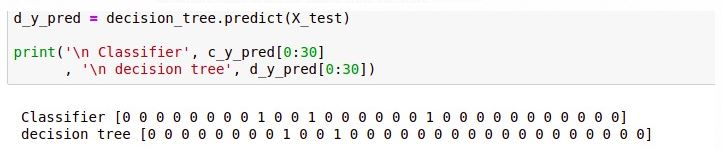 d_y_pred = decision_tree.predict(X_test)
print('\n Classifier', c_y_pred[0:30]
, '\n decision tree', d_y_pred[0:30])
Classifier [0 0 0 0 0 0 0 0 1 0 0 1 0 0 0 0 0 0 1 0 0 0 0 0 0 0 0 0 0 0]
decision tree [0 0 0 0 0 0 0 0 1 0 0 1 0 0 0 0 0 0 0 0 0 0 0 0 0 0 0 0 0 0]